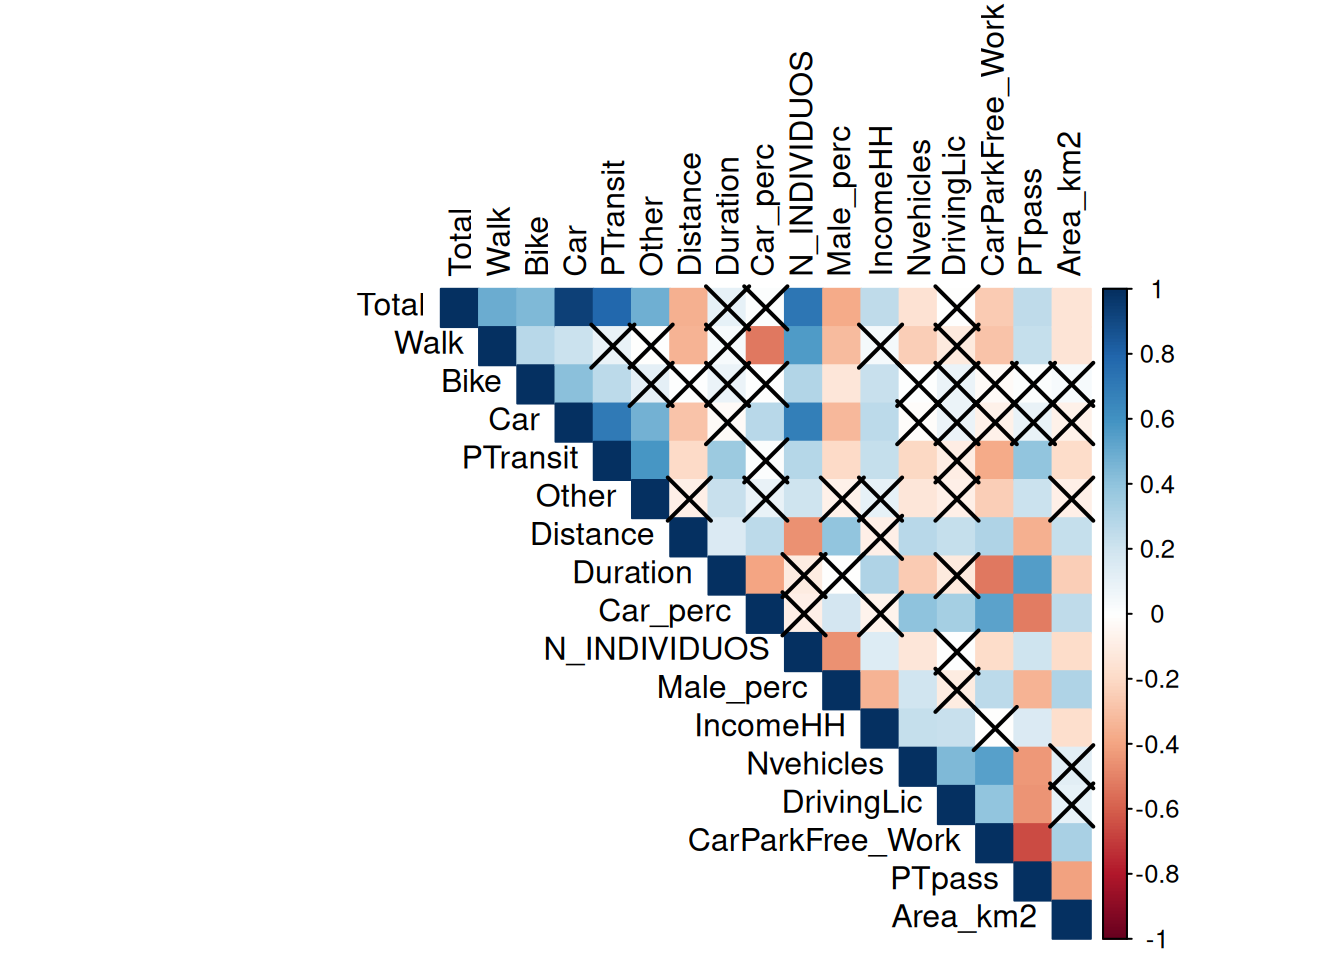 Total
Walk
Bike
Car
PTransit
Other
Distance
Duration
Car_perc
N_INDIVIDUOS
Male_perc
IncomeHH
Nvehicles
DrivingLic
CarParkFree_Work
PTpass
Area_km2
Total
Walk
Bike
Car
PTransit
Other
Distance
Duration
Car_perc
N_INDIVIDUOS
Male_perc
IncomeHH
Nvehicles
DrivingLic
CarParkFree_Work
PTpass
Area_km2
1
0.8
0.6
0.4
0.2
0
-0.2
-0.4
-0.6
-0.8
-1